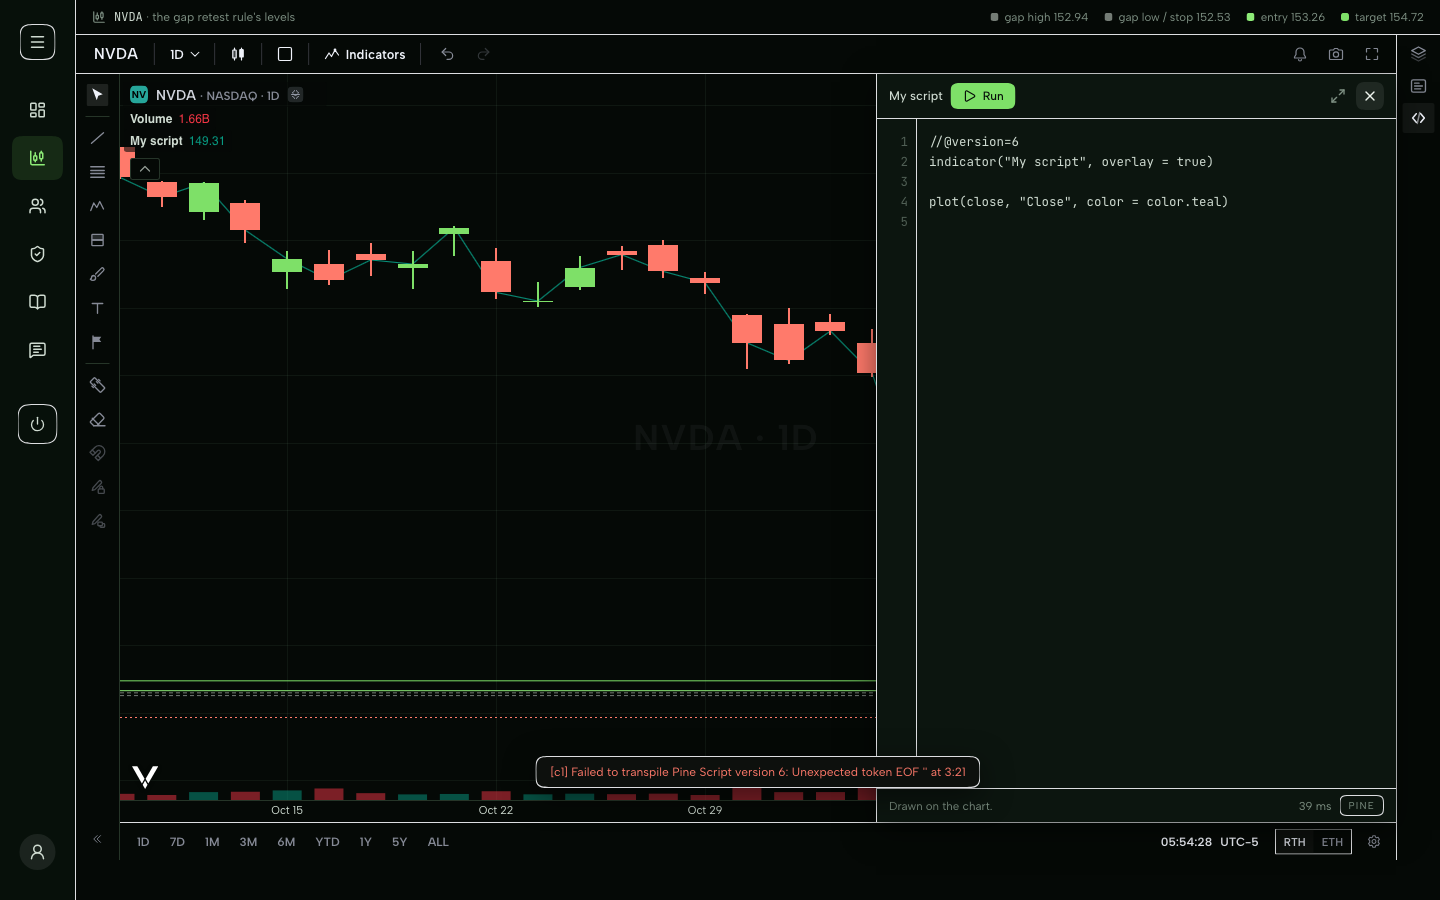 NVDA · the gap retest rule's levels
gap high 152.94
gap low / stop 152.53
entry 153.26
target 154.72
NVDA
1D
Indicators
NV
NVDA · NASDAQ · 1D
Volume 1.66B
My script 149.31
My script
Run
1 //@version=6
2 indicator("My script", overlay = true)
3
4 plot(close, "Close", color = color.teal)
5
NVDA · 1D
[c1] Failed to transpile Pine Script version 6: Unexpected token EOF '' at 3:21
Oct 15
Oct 22
Oct 29
Drawn on the chart.
39 ms
PINE
1D 7D 1M 3M 6M YTD 1Y 5Y ALL
05:54:28 UTC-5
RTH ETH